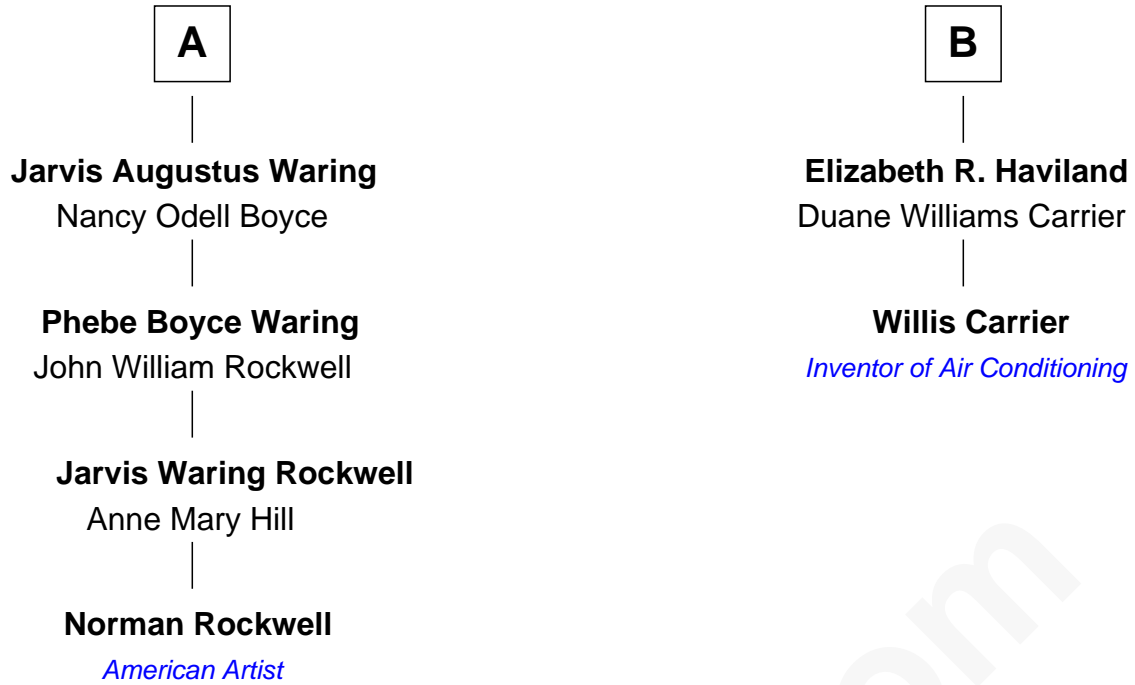 A
Jarvis Augustus Waring
Nancy Odell Boyce
Phebe Boyce Waring
John William Rockwell
Jarvis Waring Rockwell
Anne Mary Hill
Norman Rockwell
American Artist
B
Elizabeth R. Haviland
Duane Williams Carrier
Willis Carrier
Inventor of Air Conditioning
om